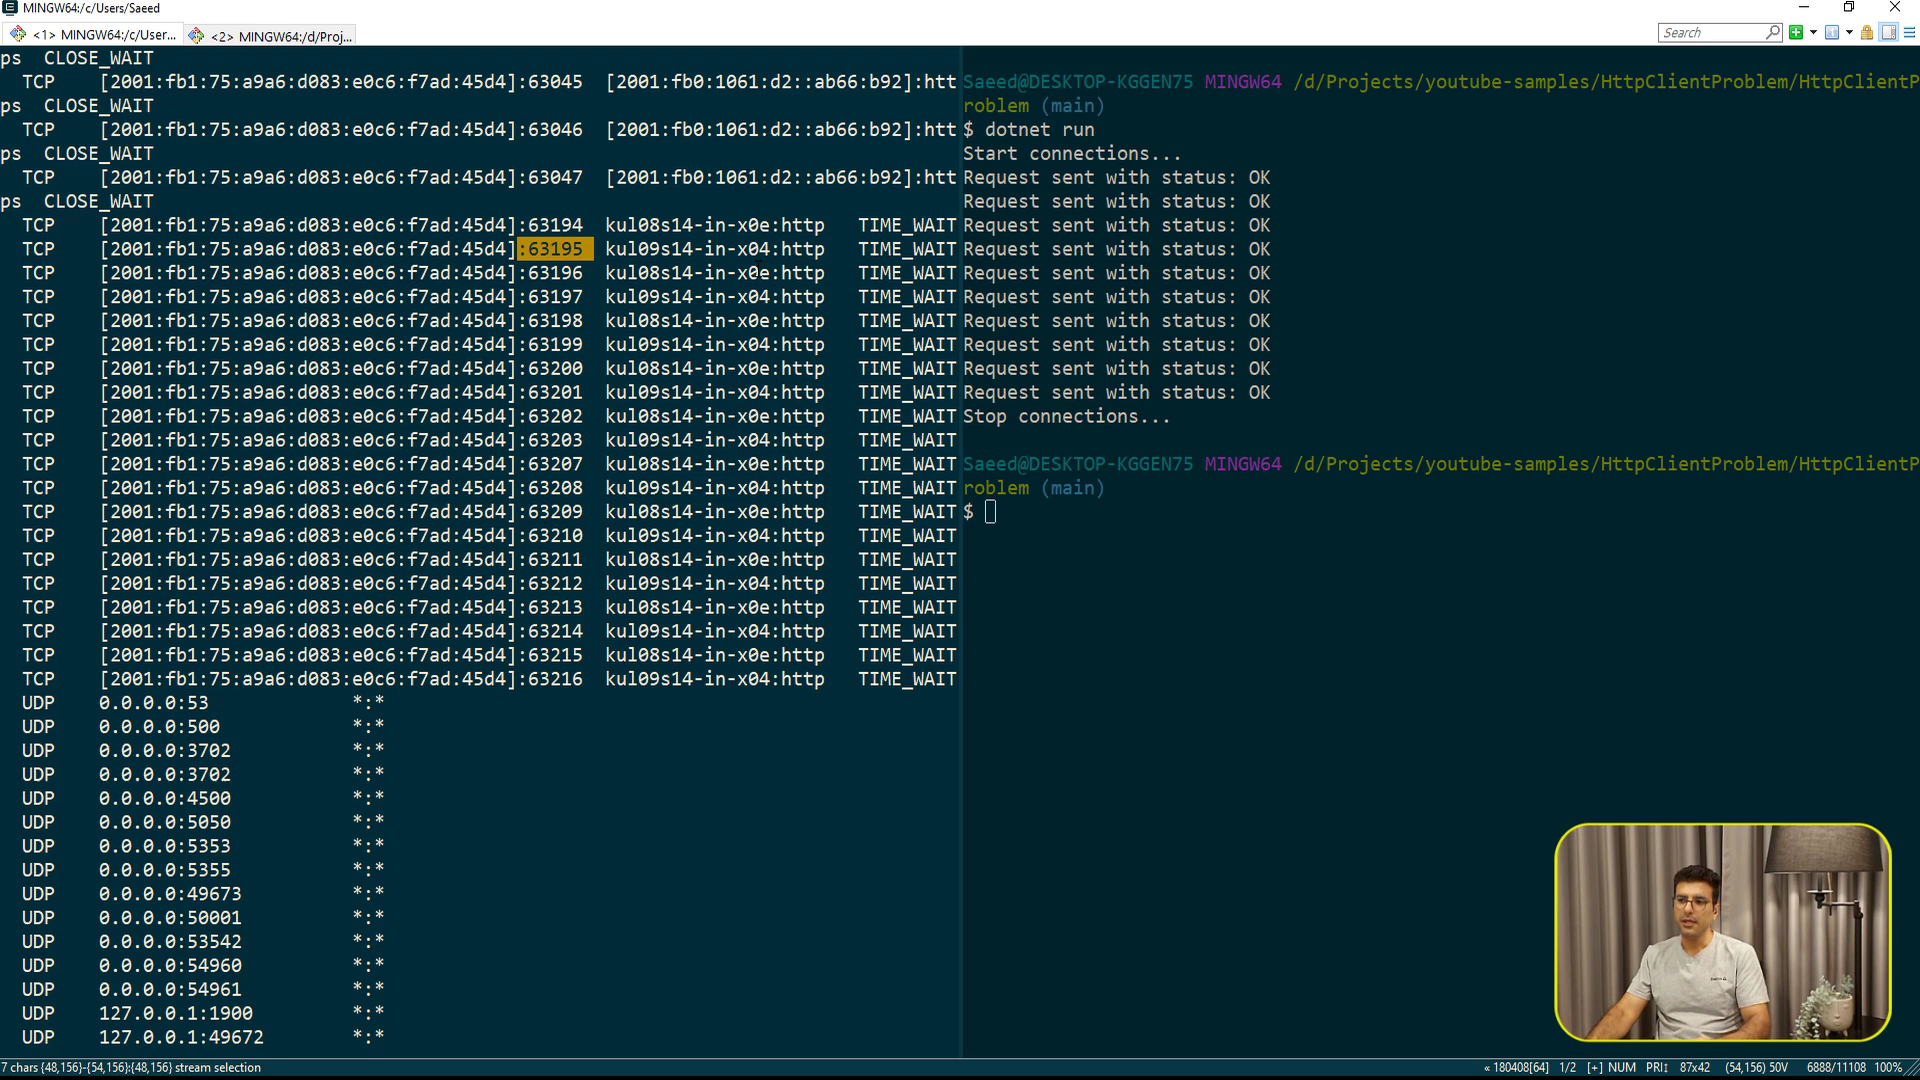 MINGW64:/c/Users/Saeed
<1> MINGW64:/c/User...
<2> MINGW64:/d/Proj...
Search
ps CLOSE_WAIT
TCP [2001:fb1:75:a9a6:d083:e0c6:f7ad:45d4]:63045 [2001:fb0:1061:d2::ab66:b92]:htt
ps CLOSE_WAIT
TCP [2001:fb1:75:a9a6:d083:e0c6:f7ad:45d4]:63046 [2001:fb0:1061:d2::ab66:b92]:htt
ps CLOSE_WAIT
TCP [2001:fb1:75:a9a6:d083:e0c6:f7ad:45d4]:63047 [2001:fb0:1061:d2::ab66:b92]:htt
ps CLOSE_WAIT
TCP [2001:fb1:75:a9a6:d083:e0c6:f7ad:45d4]:63194 kul08s14-in-x0e:http TIME_WAIT
TCP [2001:fb1:75:a9a6:d083:e0c6:f7ad:45d4]:63195 kul09s14-in-x04:http TIME_WAIT
TCP [2001:fb1:75:a9a6:d083:e0c6:f7ad:45d4]:63196 kul08s14-in-x0e:http TIME_WAIT
TCP [2001:fb1:75:a9a6:d083:e0c6:f7ad:45d4]:63197 kul09s14-in-x04:http TIME_WAIT
TCP [2001:fb1:75:a9a6:d083:e0c6:f7ad:45d4]:63198 kul08s14-in-x0e:http TIME_WAIT
TCP [2001:fb1:75:a9a6:d083:e0c6:f7ad:45d4]:63199 kul09s14-in-x04:http TIME_WAIT
TCP [2001:fb1:75:a9a6:d083:e0c6:f7ad:45d4]:63200 kul08s14-in-x0e:http TIME_WAIT
TCP [2001:fb1:75:a9a6:d083:e0c6:f7ad:45d4]:63201 kul09s14-in-x04:http TIME_WAIT
TCP [2001:fb1:75:a9a6:d083:e0c6:f7ad:45d4]:63202 kul08s14-in-x0e:http TIME_WAIT
TCP [2001:fb1:75:a9a6:d083:e0c6:f7ad:45d4]:63203 kul09s14-in-x04:http TIME_WAIT
TCP [2001:fb1:75:a9a6:d083:e0c6:f7ad:45d4]:63207 kul08s14-in-x0e:http TIME_WAIT
TCP [2001:fb1:75:a9a6:d083:e0c6:f7ad:45d4]:63208 kul09s14-in-x04:http TIME_WAIT
TCP [2001:fb1:75:a9a6:d083:e0c6:f7ad:45d4]:63209 kul08s14-in-x0e:http TIME_WAIT
TCP [2001:fb1:75:a9a6:d083:e0c6:f7ad:45d4]:63210 kul09s14-in-x04:http TIME_WAIT
TCP [2001:fb1:75:a9a6:d083:e0c6:f7ad:45d4]:63211 kul08s14-in-x0e:http TIME_WAIT
TCP [2001:fb1:75:a9a6:d083:e0c6:f7ad:45d4]:63212 kul09s14-in-x04:http TIME_WAIT
TCP [2001:fb1:75:a9a6:d083:e0c6:f7ad:45d4]:63213 kul08s14-in-x0e:http TIME_WAIT
TCP [2001:fb1:75:a9a6:d083:e0c6:f7ad:45d4]:63214 kul09s14-in-x04:http TIME_WAIT
TCP [2001:fb1:75:a9a6:d083:e0c6:f7ad:45d4]:63215 kul08s14-in-x0e:http TIME_WAIT
TCP [2001:fb1:75:a9a6:d083:e0c6:f7ad:45d4]:63216 kul09s14-in-x04:http TIME_WAIT
UDP 0.0.0.0:53 *:*
UDP 0.0.0.0:500 *:*
UDP 0.0.0.0:3702 *:*
UDP 0.0.0.0:3702 *:*
UDP 0.0.0.0:4500 *:*
UDP 0.0.0.0:5050 *:*
UDP 0.0.0.0:5353 *:*
UDP 0.0.0.0:5355 *:*
UDP 0.0.0.0:49673 *:*
UDP 0.0.0.0:50001 *:*
UDP 0.0.0.0:53542 *:*
UDP 0.0.0.0:54960 *:*
UDP 0.0.0.0:54961 *:*
UDP 127.0.0.1:1900 *:*
UDP 127.0.0.1:49672 *:*
Saeed@DESKTOP-KGGEN75 MINGW64 /d/Projects/youtube-samples/HttpClientProblem/HttpClientP
roblem (main)
$ dotnet run
Start connections...
Request sent with status: OK
Request sent with status: OK
Request sent with status: OK
Request sent with status: OK
Request sent with status: OK
Request sent with status: OK
Request sent with status: OK
Request sent with status: OK
Request sent with status: OK
Request sent with status: OK
Stop connections...
Saeed@DESKTOP-KGGEN75 MINGW64 /d/Projects/youtube-samples/HttpClientProblem/HttpClientP
roblem (main)
$
7 chars {48,156}-{54,156}:{48,156} stream selection
« 180408[64] 1/2 [+] NUM PRI↕ 87x42 (54,156) 50V 6888/11108 100%